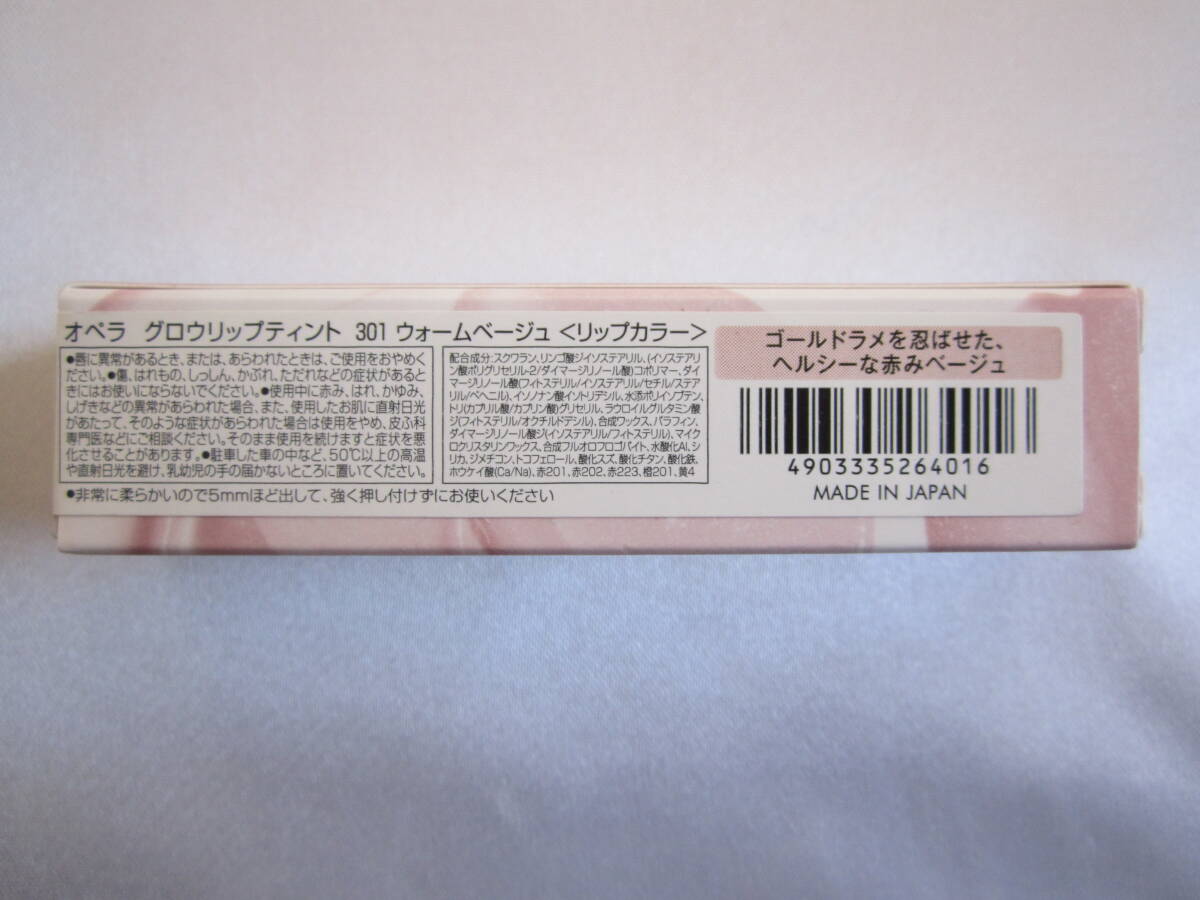 オペラ グロウリップティント 301 ウォームベージュ <リップカラー>
●唇に異常があるとき、または、あらわれたときは、ご使用をおやめく
ださい。●傷、はれもの、しっしん、かぶれ、ただれなどの症状があると
きにはお使いにならないでください。●使用中に赤み、はれ、かゆみ、
しげきなどの異常があらわれた場合、また、使用したお肌に直射日光
があたって、そのような症状があらわれた場合は使用をやめ、皮ふ科
専門医などにご相談ください。そのまま使用を続けますと症状を悪
化させることがあります。●駐車した車の中など、50℃以上の高温
や直射日光を避け、乳幼児の手の届かないところに置いてください。
●非常に柔らかいので5mmほど出して、強く押し付けずにお使いください
配合成分:スクワラン、リンゴ酸ジイソステアリル、(イソステアリ
ン酸ポリグリセリル-2/ダイマージリノール酸)コポリマー、ダイ
マージリノール酸(フィトステリル/イソステアリル/セチル/ステア
リル/ベヘニル)、イソノナン酸イソトリデシル、水添ポリイソブテン、
トリ(カプリル酸/カプリン酸)グリセリル、ラウロイルグルタミン酸
ジ(フィトステリル/オクチルドデシル)、合成ワックス、パラフィン、
ダイマージリノール酸ジ(イソステアリル/フィトステリル)、マイク
ロクリスタリンワックス、合成フルオロフロゴパイト、水酸化Al、シ
リカ、ジメチコン、トコフェロール、酸化スズ、酸化チタン、酸化鉄、
ホウケイ酸(Ca/Na)、赤201、赤202、赤223、橙201、黄4
ゴールドラメを忍ばせた、
ヘルシーな赤みベージュ
4903335264016
MADE IN JAPAN